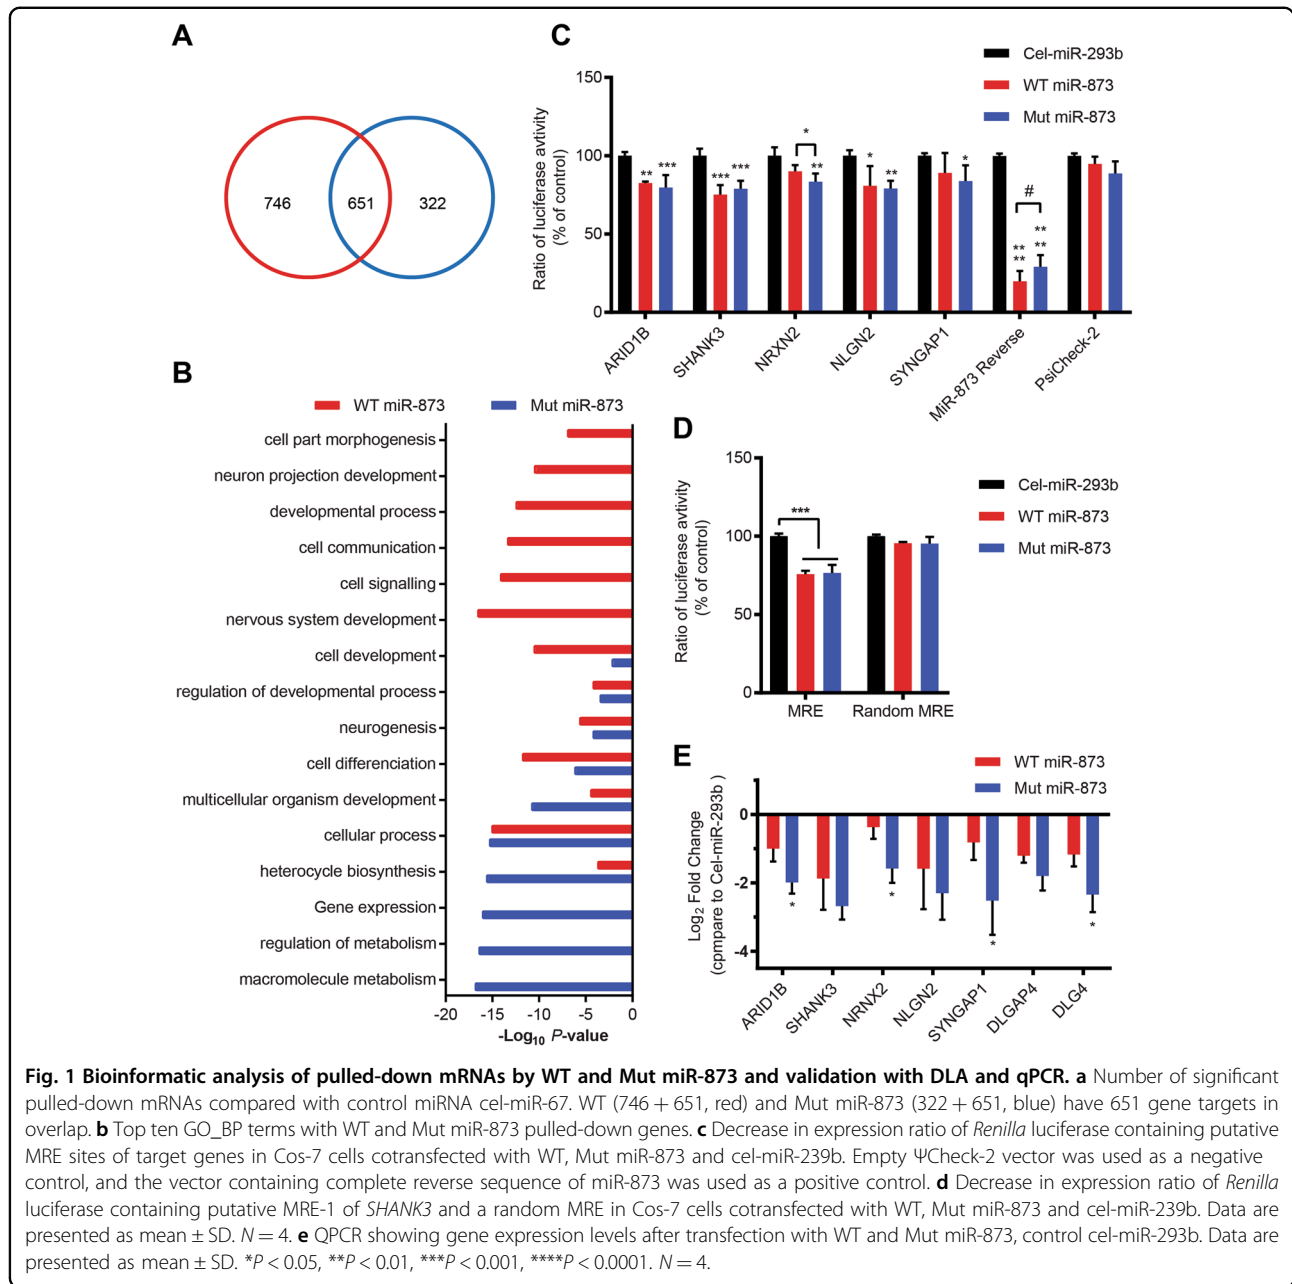 A
746
651
322
C
Cel-miR-293b
WT miR-873
Mut miR-873
Ratio of luciferase avtivity
(% of control)
150
100
50
0
** *** *** *** * ** * ** * # ** ** ** **
ARID1B
SHANK3
NRXN2
NLGN2
SYNGAP1
MiR-873 Reverse
PsiCheck-2
B
WT miR-873 Mut miR-873
cell part morphogenesis
neuron projection development
developmental process
cell communication
cell signalling
nervous system development
cell development
regulation of developmental process
neurogenesis
cell differenciation
multicellular organism development
cellular process
heterocycle biosynthesis
Gene expression
regulation of metabolism
macromolecule metabolism
-20 -15 -10 -5 0
-Log10 P-value
D
Cel-miR-293b
WT miR-873
Mut miR-873
Ratio of luciferase avtivity
(% of control)
150
100
50
0
***
MRE Random MRE
E
WT miR-873
Mut miR-873
Log2 Fold Change
(cpmpare to Cel-miR-293b )
0
-2
-4
* * * *
ARID1B
SHANK3
NRNX2
NLGN2
SYNGAP1
DLGAP4
DLG4
Fig. 1 Bioinformatic analysis of pulled-down mRNAs by WT and Mut miR-873 and validation with DLA and qPCR. a Number of significant
pulled-down mRNAs compared with control miRNA cel-miR-67. WT (746 + 651, red) and Mut miR-873 (322 + 651, blue) have 651 gene targets in
overlap. b Top ten GO_BP terms with WT and Mut miR-873 pulled-down genes. c Decrease in expression ratio of Renilla luciferase containing putative
MRE sites of target genes in Cos-7 cells cotransfected with WT, Mut miR-873 and cel-miR-239b. Empty ΨCheck-2 vector was used as a negative
control, and the vector containing complete reverse sequence of miR-873 was used as a positive control. d Decrease in expression ratio of Renilla
luciferase containing putative MRE-1 of SHANK3 and a random MRE in Cos-7 cells cotransfected with WT, Mut miR-873 and cel-miR-239b. Data are
presented as mean ± SD. N = 4. e QPCR showing gene expression levels after transfection with WT and Mut miR-873, control cel-miR-293b. Data are
presented as mean ± SD. *P < 0.05, **P < 0.01, ***P < 0.001, ****P < 0.0001. N = 4.